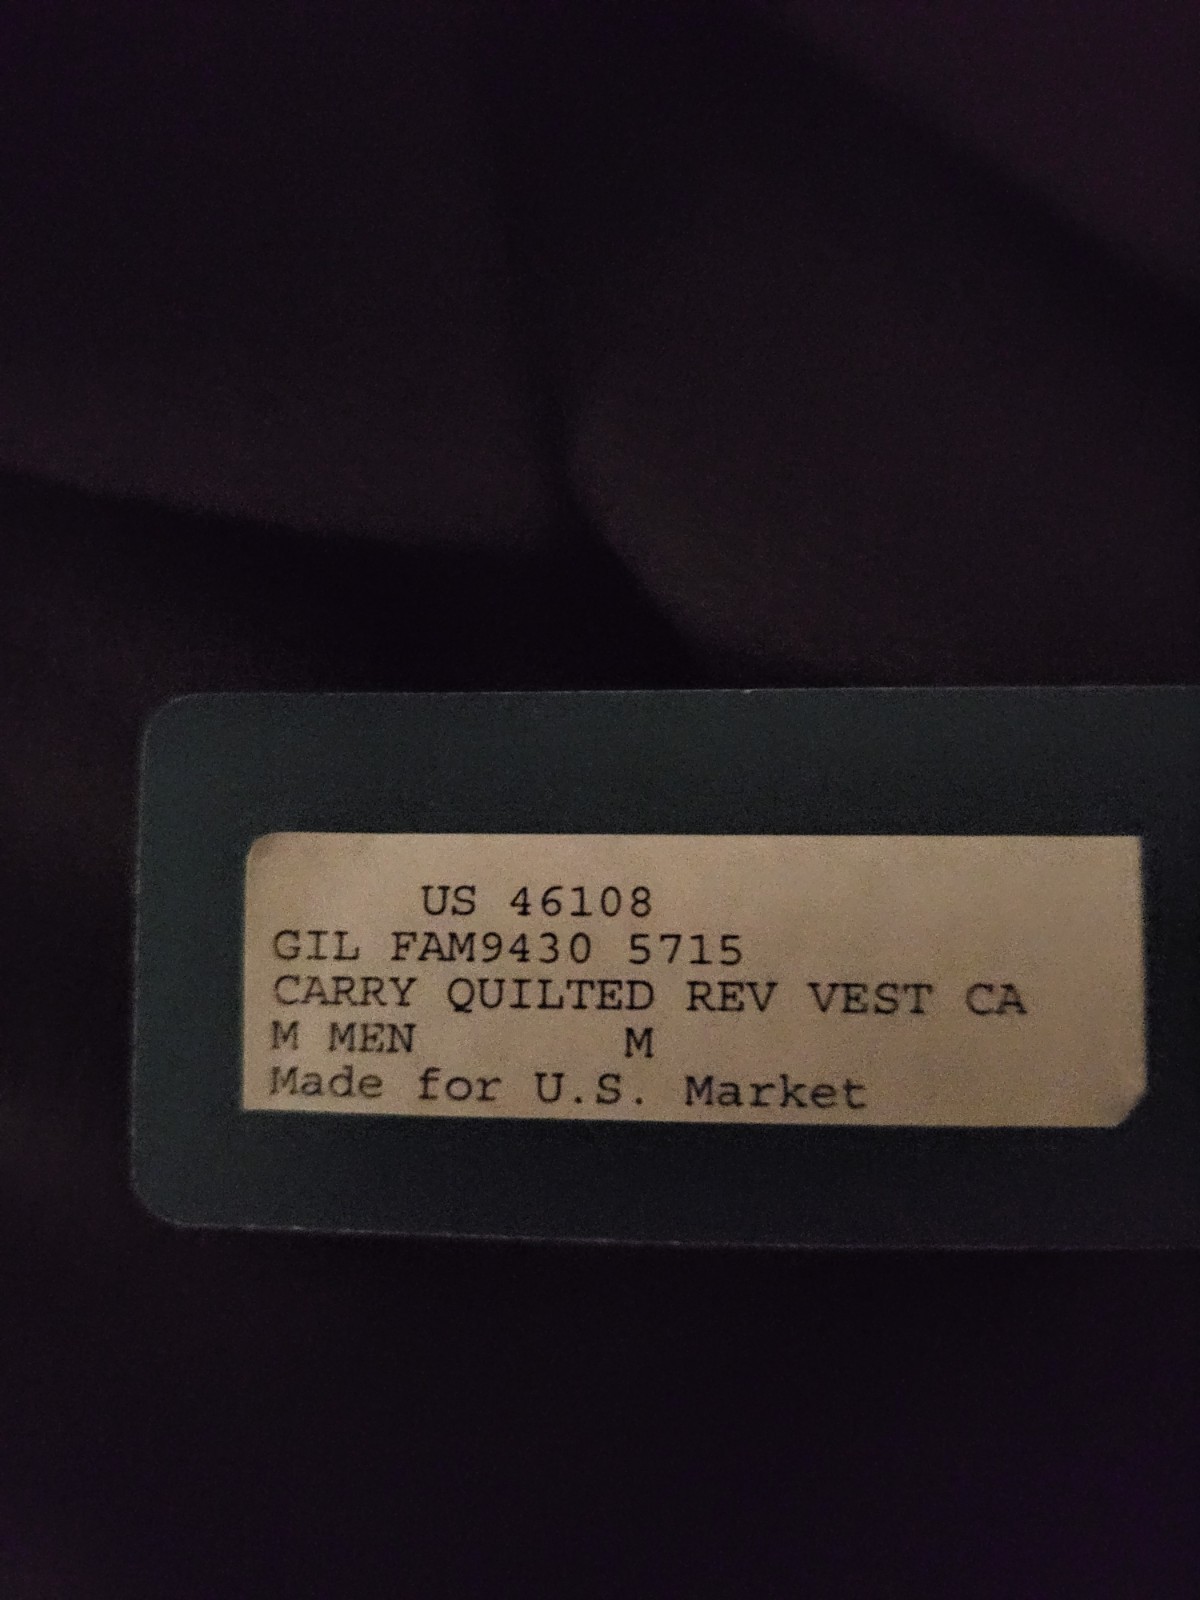 US 46108
GIL FAM9430 5715
CARRY QUILTED REV VEST CA
M MEN M
Made for U.S. Market